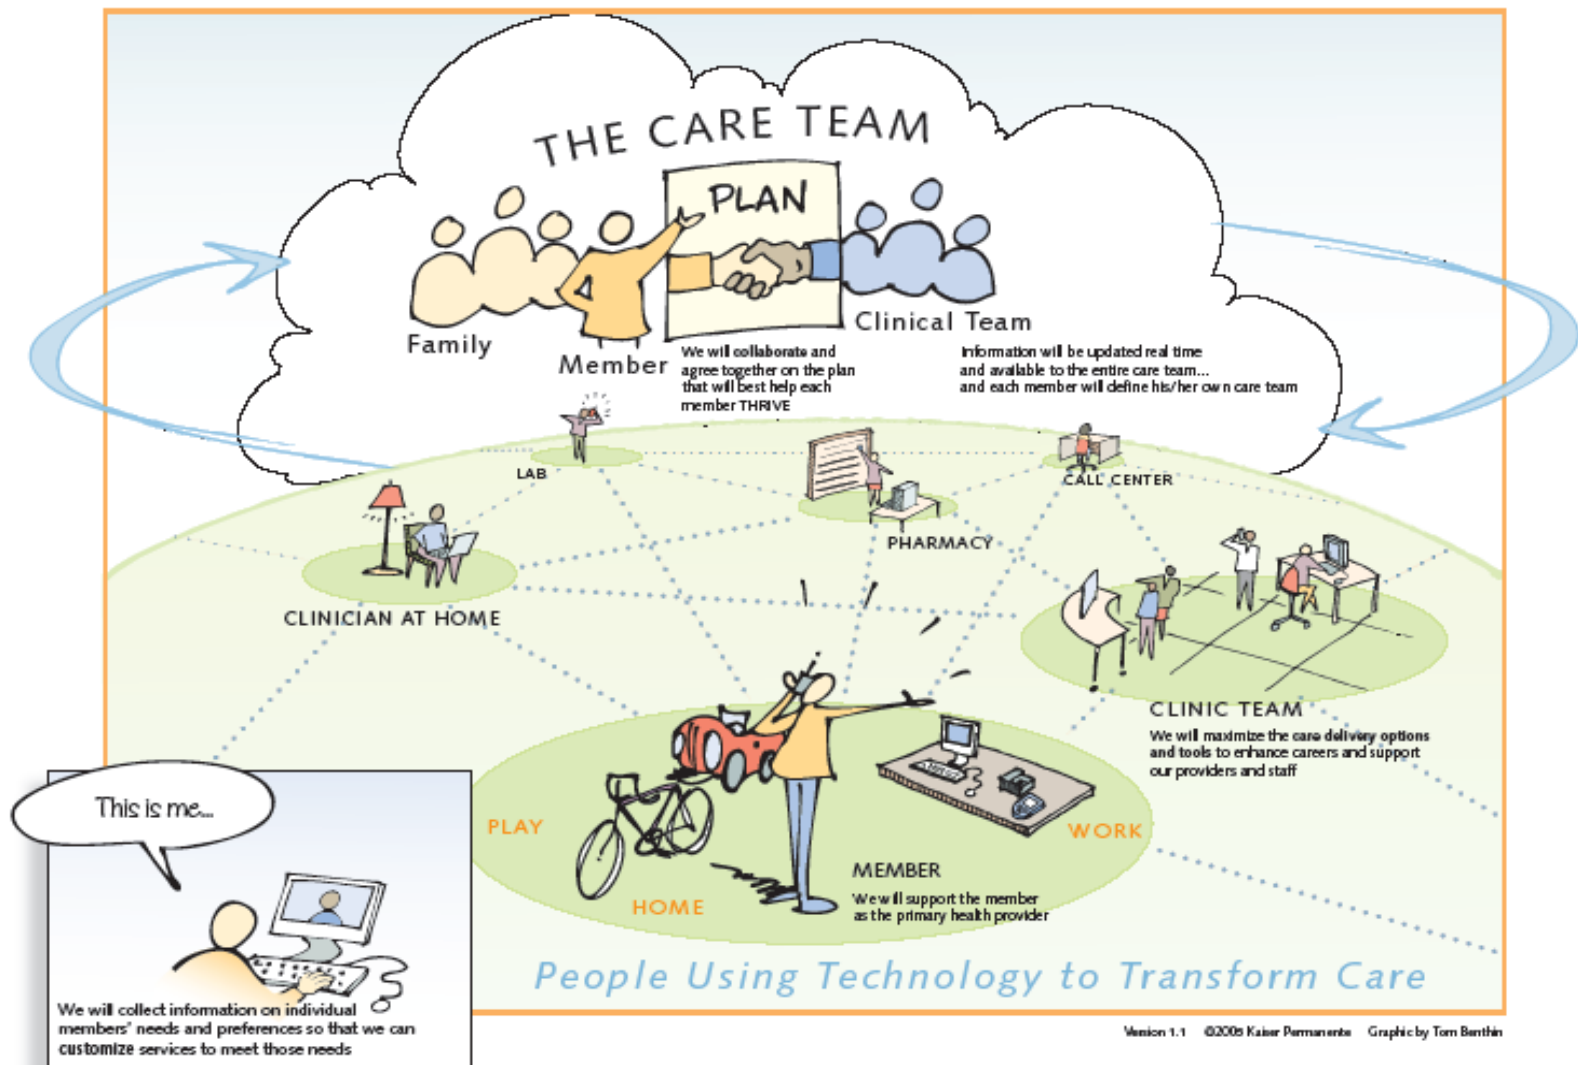 THE CARE TEAM
PLAN
Family
Member
Clinical Team
We will collaborate and
agree together on the plan
that will best help each
member THRIVE
Information will be updated real time
and available to the entire care team...
and each member will define his/her own care team
LAB
CALL CENTER
PHARMACY
CLINICIAN AT HOME
CLINIC TEAM
We will maximize the care delivery options
and tools to enhance careers and support
our providers and staff
This is me...
PLAY
WORK
HOME
MEMBER
We will support the member
as the primary health provider
We will collect information on individual
members' needs and preferences so that we can
customize services to meet those needs
People Using Technology to Transform Care
Version 1.1 ©2005 Kaiser Permanente Graphic by Tom Benthin